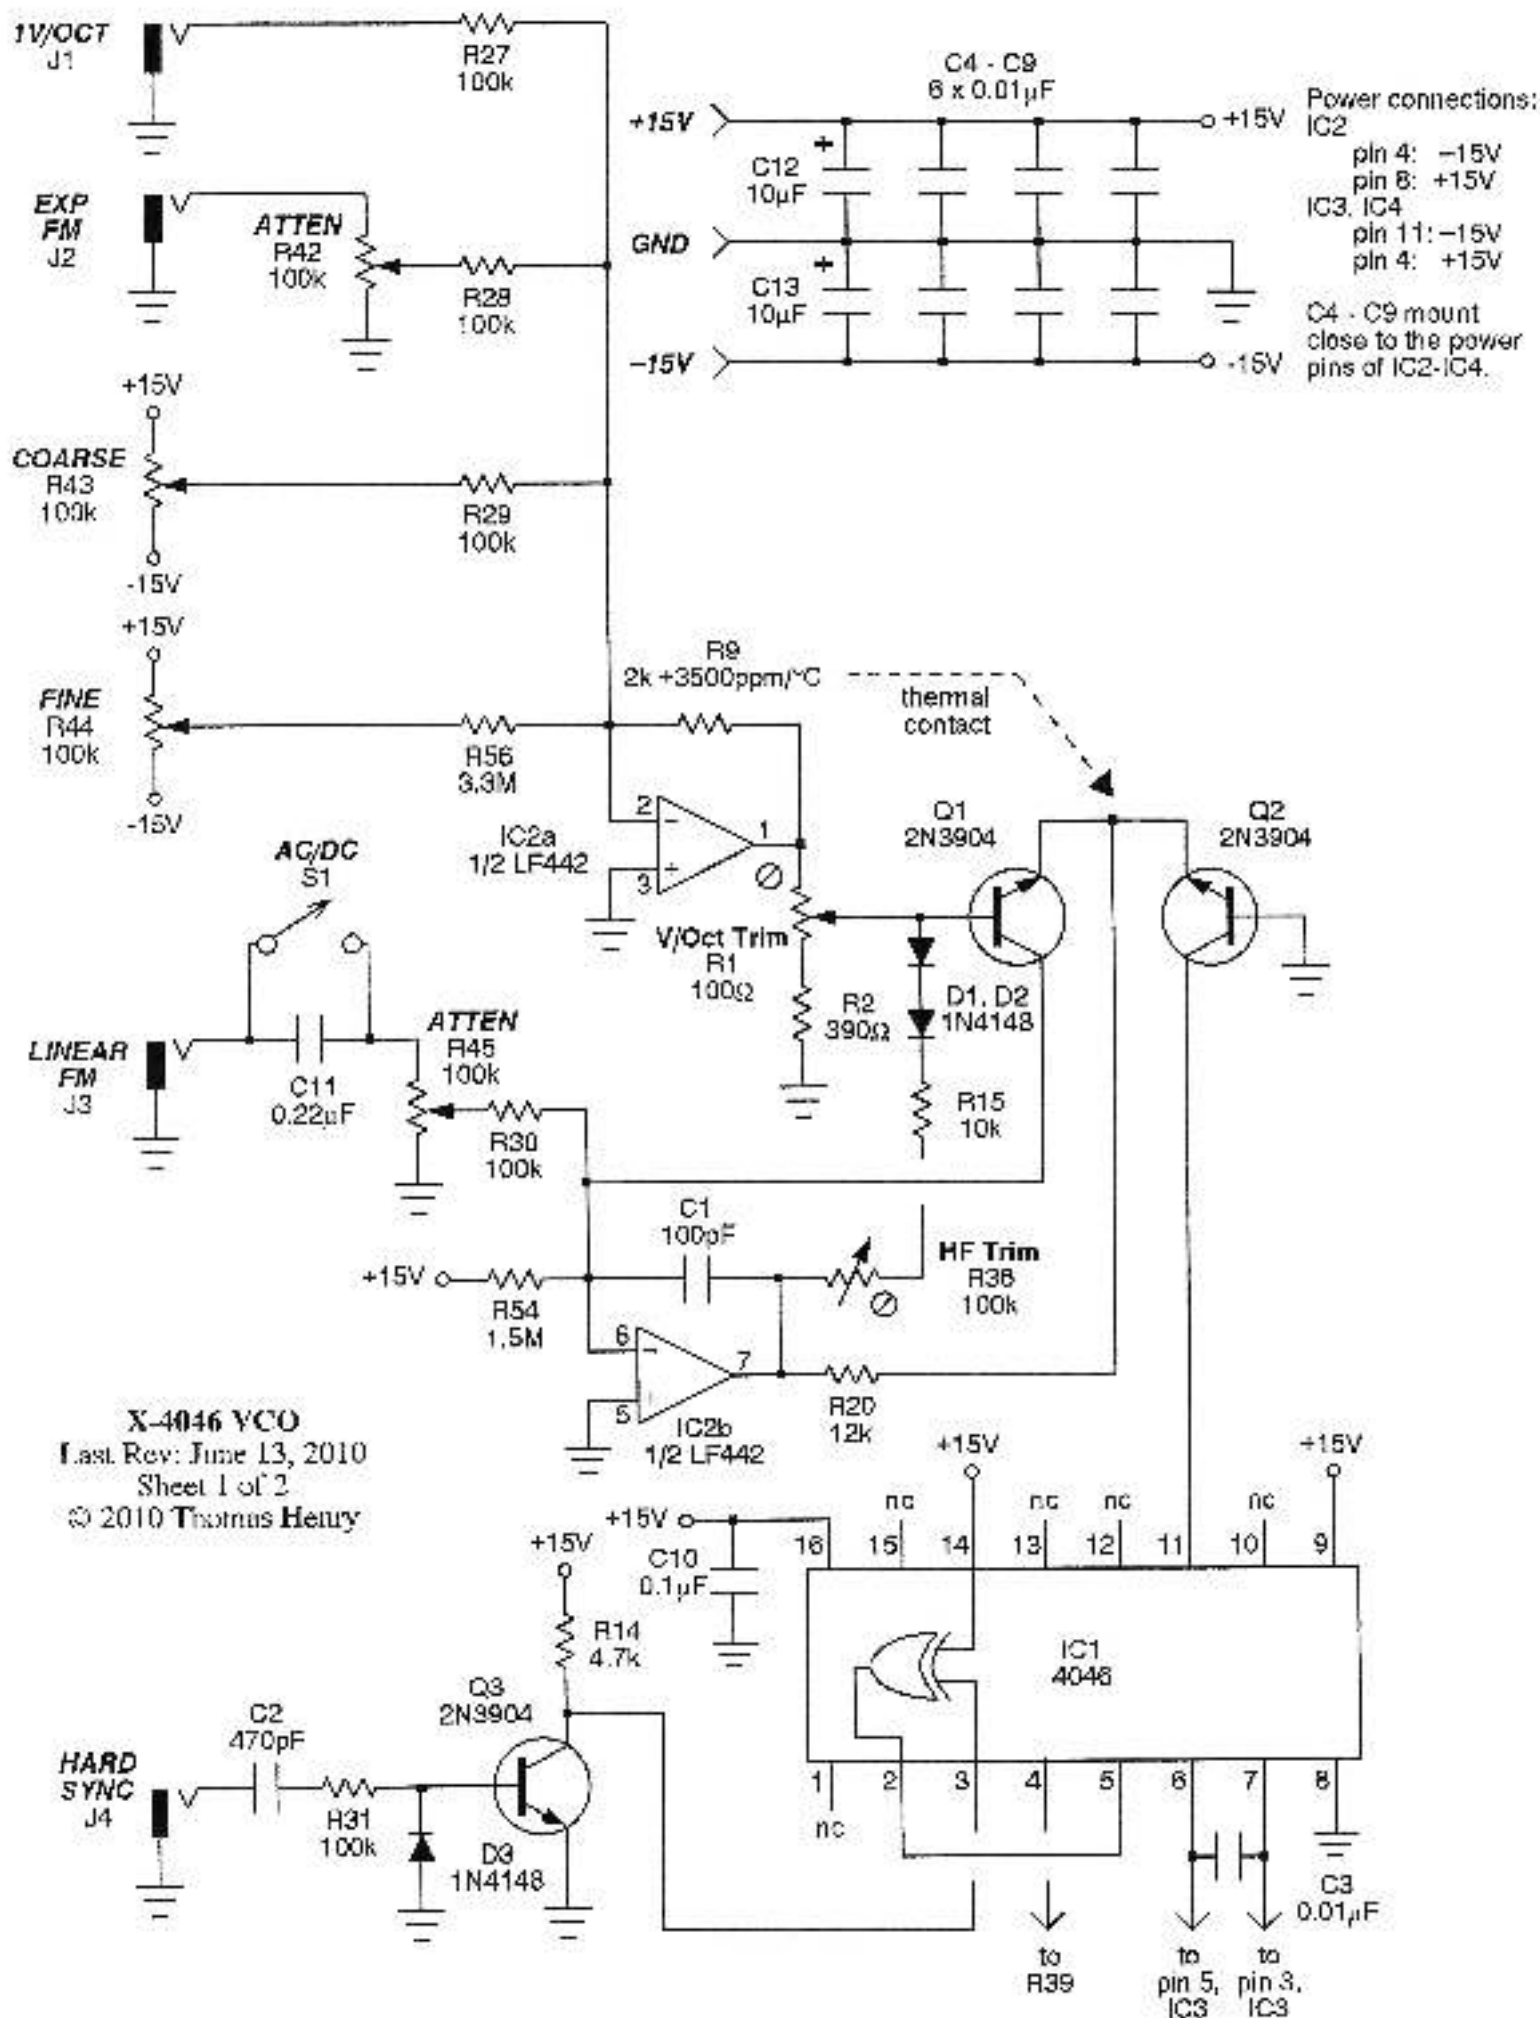 1V/OCT
J1
R27
100k
EXP
FM
J2
ATTEN
R42
100k
R28
100k
+15V
COARSE
R43
100k
-15V
R29
100k
+15V
FINE
R44
100k
-15V
R56
3.3M
C4 - C9
6 x 0.01µF
+15V
+
C12
10µF
+15V
GND
+
C13
10µF
–15V
-15V
Power connections:
IC2
pin 4: –15V
pin 8: +15V
IC3, IC4
pin 11: –15V
pin 4: +15V
C4 - C9 mount
close to the power
pins of IC2-IC4.
R9
2k +3500ppm/°C
thermal
contact
2
–
1
3
+
IC2a
1/2 LF442
Q1
2N3904
Q2
2N3904
V/Oct Trim
R1
100Ω
R2
390Ω
D1, D2
1N4148
R15
10k
AC/DC
S1
LINEAR
FM
J3
C11
0.22µF
ATTEN
R45
100k
R30
100k
C1
100pF
+15V
R54
1.5M
HF Trim
R38
100k
6
–
7
5
+
IC2b
1/2 LF442
R20
12k
X-4046 VCO
Last Rev: June 13, 2010
Sheet 1 of 2
© 2010 Thomas Henry
+15V
+15V
+15V
nc
nc
nc
nc
16
15
14
13
12
11
10
9
C10
0.1µF
+15V
R14
4.7k
IC1
4046
Q3
2N3904
HARD
SYNC
J4
C2
470pF
R31
100k
D3
1N4148
1
2
3
4
5
6
7
8
nc
C3
0.01µF
to
R39
to
pin 5,
IC3
to
pin 3,
IC3